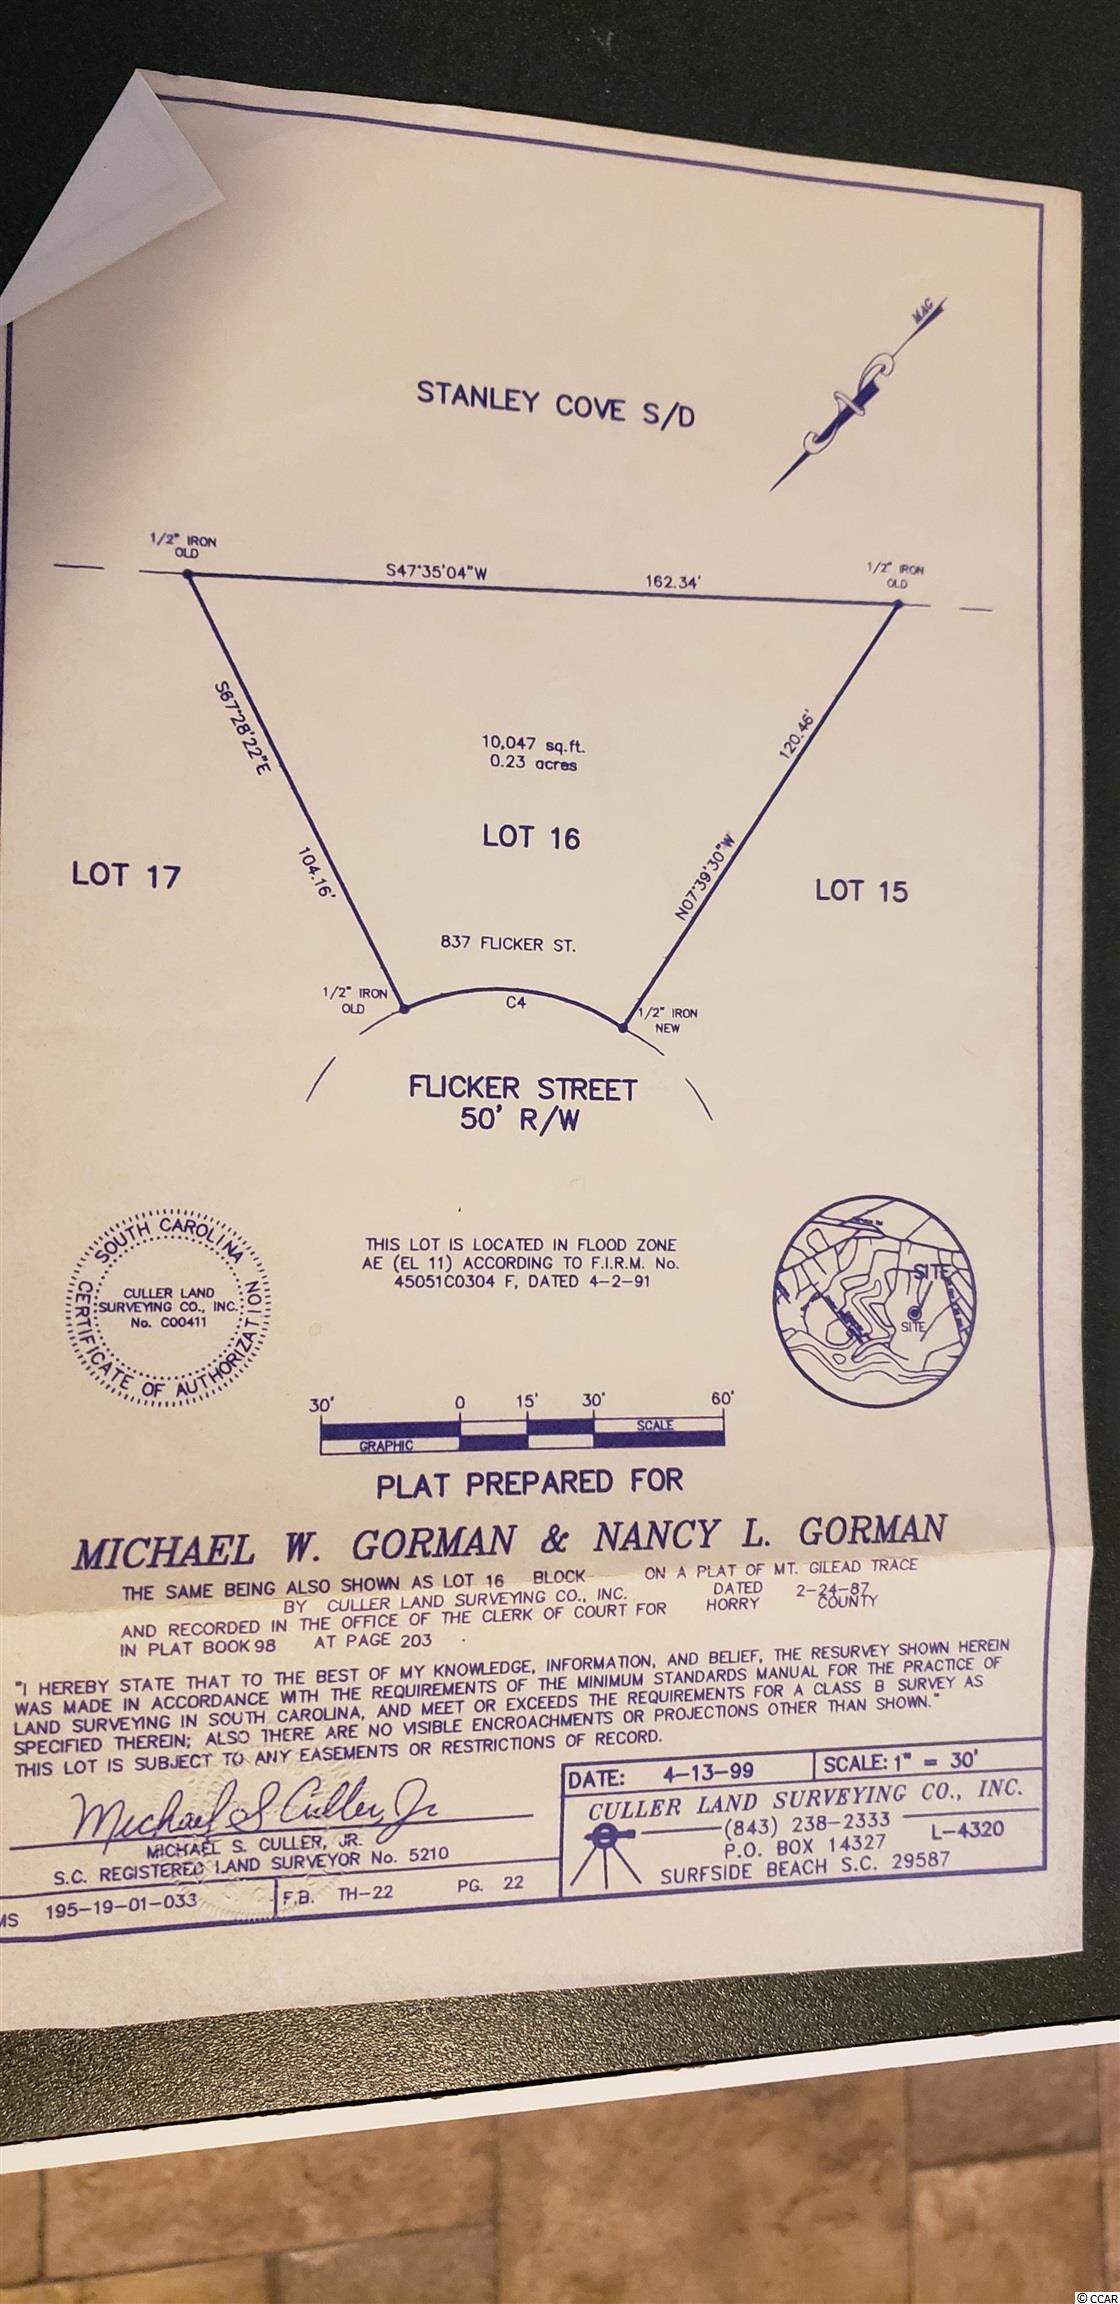 MAG
STANLEY COVE S/D
1/2" IRON
OLD
S47°35'04"W
162.34'
1/2" IRON
OLD
S67°28'22"E
104.16'
120.46'
N07°39'30"W
10,047 sq.ft.
0.23 acres
LOT 16
LOT 17
LOT 15
837 FLICKER ST.
1/2" IRON
OLD
C4
1/2" IRON
NEW
FLICKER STREET
50' R/W
SOUTH CAROLINA
CERTIFICATE OF AUTHORIZATION
CULLER LAND
SURVEYING CO., INC.
No. C00411
THIS LOT IS LOCATED IN FLOOD ZONE
AE (EL 11) ACCORDING TO F.I.R.M. No.
45051C0304 F, DATED 4-2-91
SITE
SITE
30' 0 15' 30' 60'
GRAPHIC
SCALE
PLAT PREPARED FOR
MICHAEL W. GORMAN & NANCY L. GORMAN
THE SAME BEING ALSO SHOWN AS LOT 16 BLOCK ON A PLAT OF MT. GILEAD TRACE
BY CULLER LAND SURVEYING CO., INC. DATED 2-24-87
AND RECORDED IN THE OFFICE OF THE CLERK OF COURT FOR HORRY COUNTY
IN PLAT BOOK 98 AT PAGE 203
"I HEREBY STATE THAT TO THE BEST OF MY KNOWLEDGE, INFORMATION, AND BELIEF, THE RESURVEY SHOWN HEREIN
WAS MADE IN ACCORDANCE WITH THE REQUIREMENTS OF THE MINIMUM STANDARDS MANUAL FOR THE PRACTICE OF
LAND SURVEYING IN SOUTH CAROLINA, AND MEET OR EXCEEDS THE REQUIREMENTS FOR A CLASS B SURVEY AS
SPECIFIED THEREIN; ALSO THERE ARE NO VISIBLE ENCROACHMENTS OR PROJECTIONS OTHER THAN SHOWN."
THIS LOT IS SUBJECT TO ANY EASEMENTS OR RESTRICTIONS OF RECORD.
Michael S Culler, Jr
MICHAEL S. CULLER, JR.
S.C. REGISTERED LAND SURVEYOR No. 5210
MS 195-19-01-033
F.B. TH-22 PG. 22
DATE: 4-13-99
SCALE: 1" = 30'
CULLER LAND SURVEYING CO., INC.
(843) 238-2333
P.O. BOX 14327
L-4320
SURFSIDE BEACH S.C. 29587
© CCAR